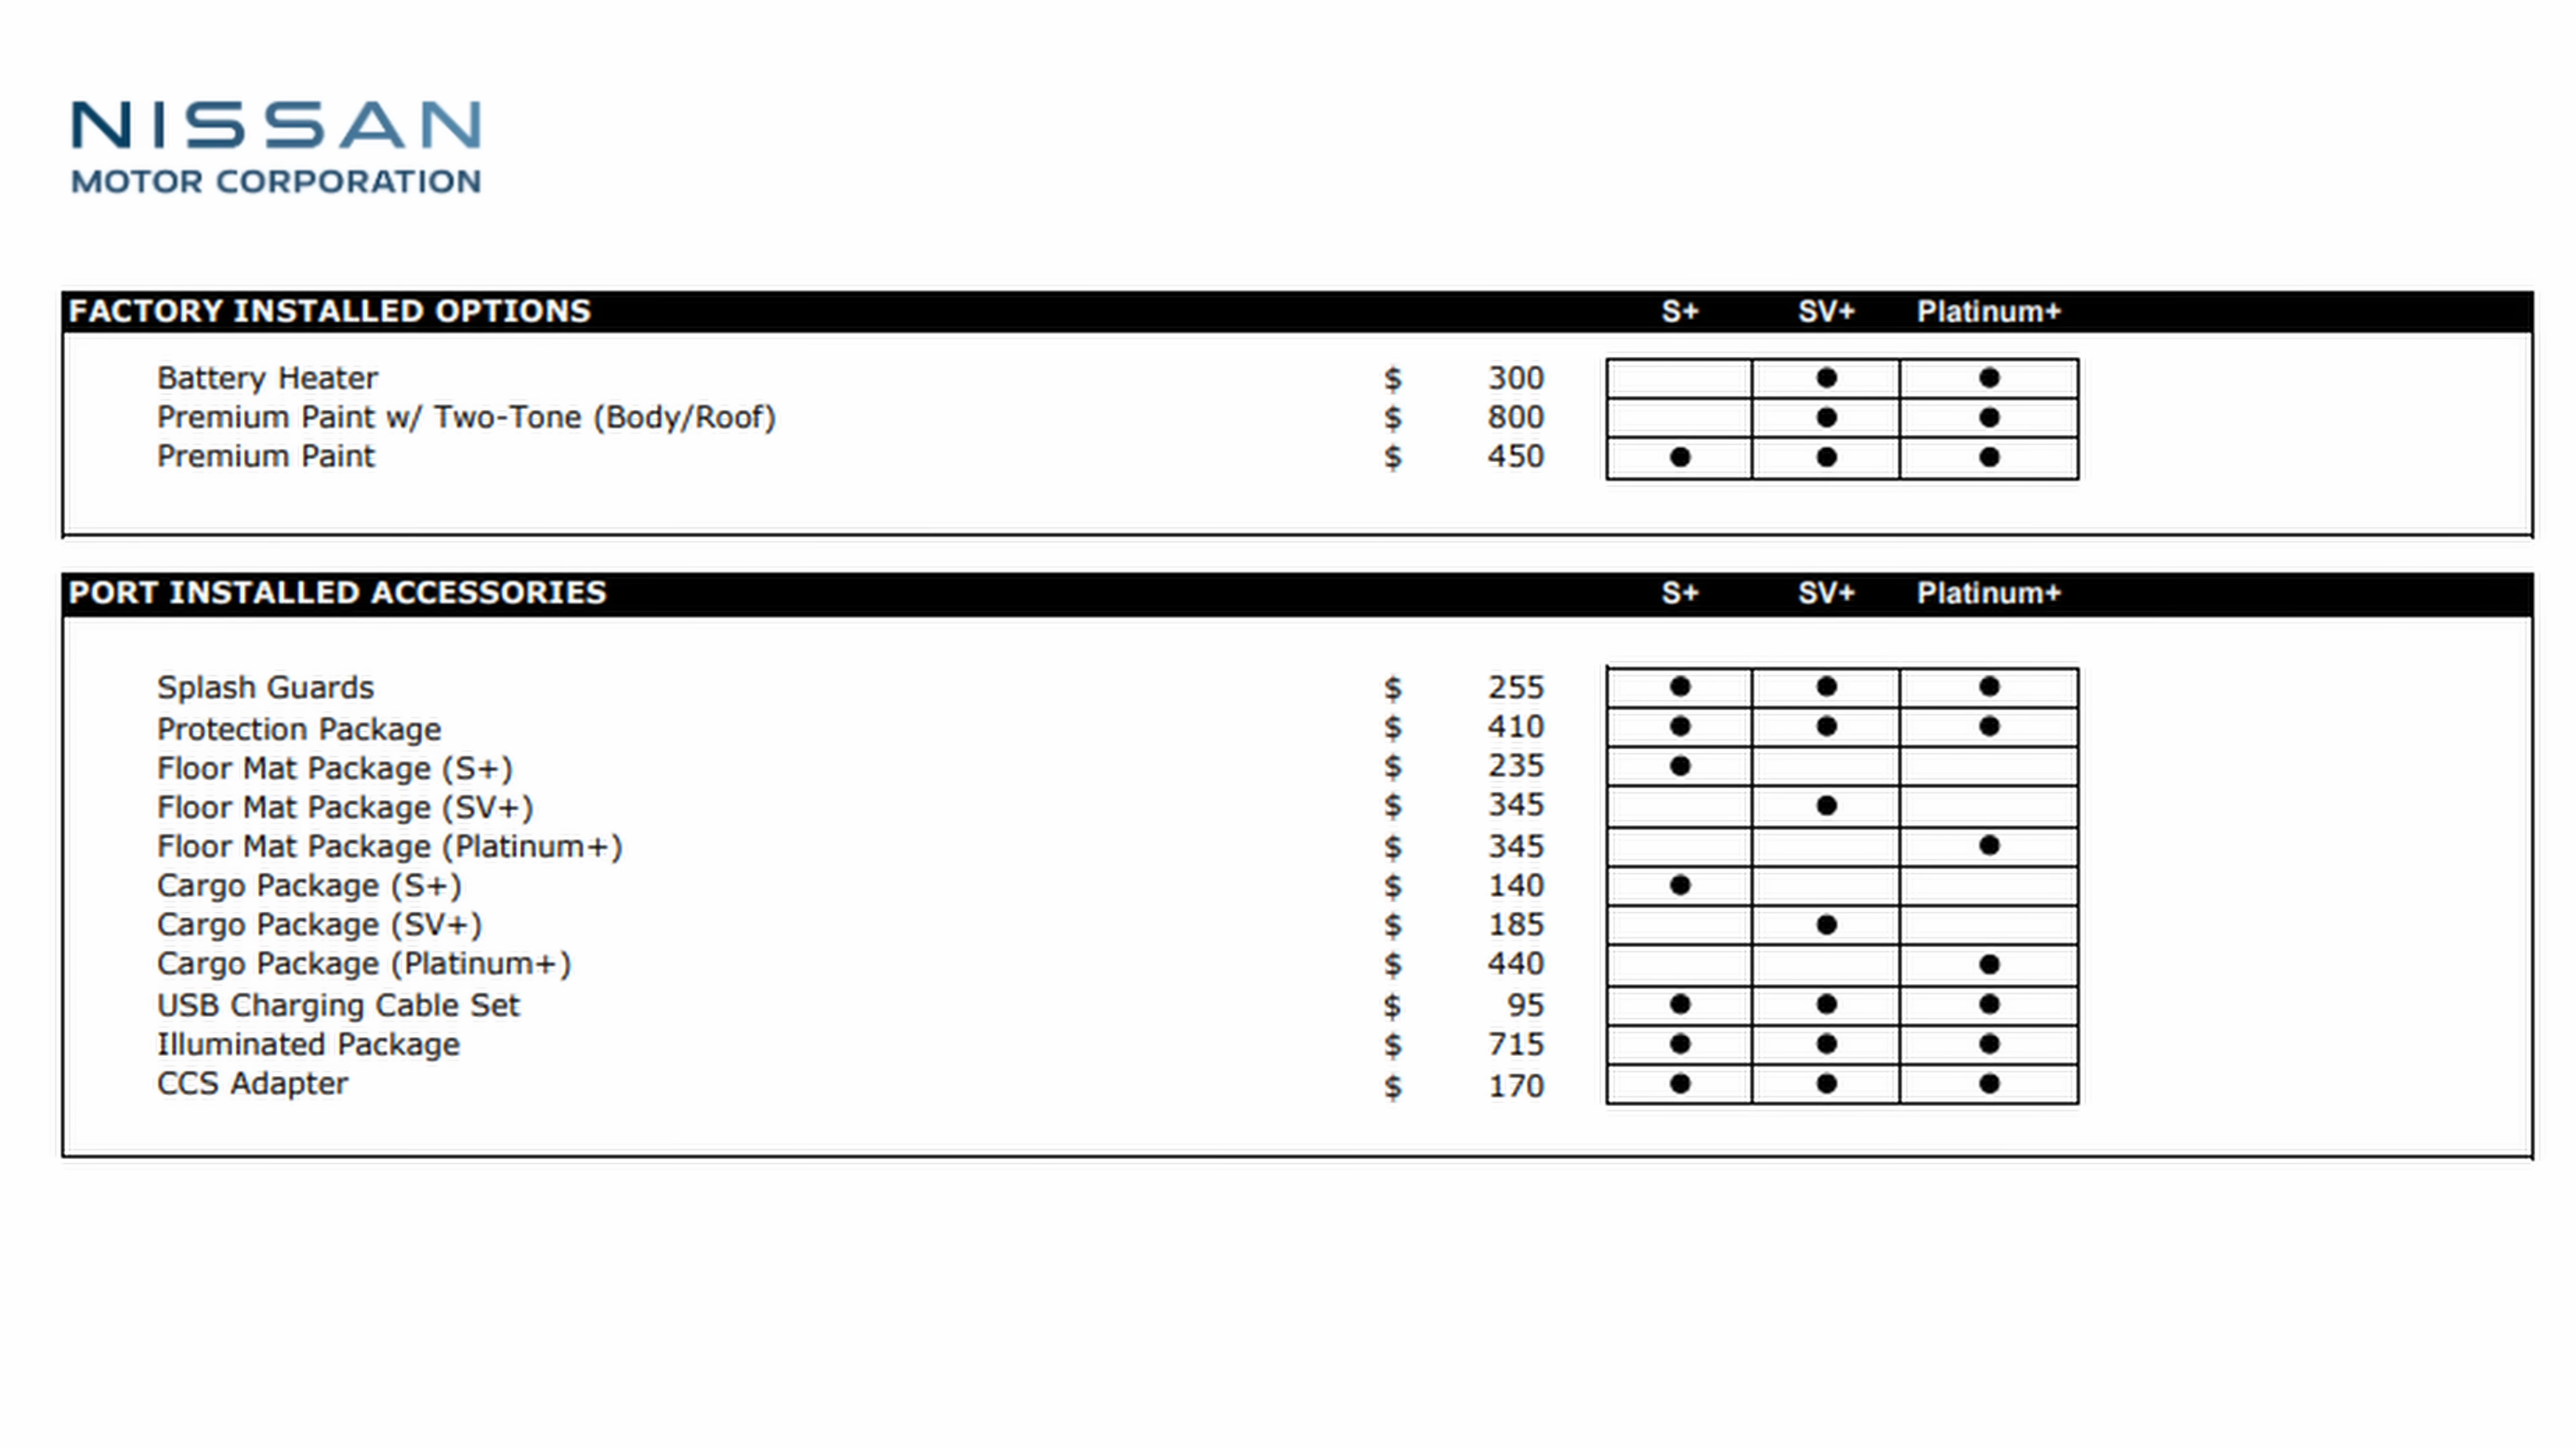 NISSAN
MOTOR CORPORATION
FACTORY INSTALLED OPTIONS S+ SV+ Platinum+
Battery Heater $ 300 ● ●
Premium Paint w/ Two-Tone (Body/Roof) $ 800 ● ●
Premium Paint $ 450 ● ● ●
PORT INSTALLED ACCESSORIES S+ SV+ Platinum+
Splash Guards $ 255 ● ● ●
Protection Package $ 410 ● ● ●
Floor Mat Package (S+) $ 235 ●
Floor Mat Package (SV+) $ 345 ●
Floor Mat Package (Platinum+) $ 345 ●
Cargo Package (S+) $ 140 ●
Cargo Package (SV+) $ 185 ●
Cargo Package (Platinum+) $ 440 ●
USB Charging Cable Set $ 95 ● ● ●
Illuminated Package $ 715 ● ● ●
CCS Adapter $ 170 ● ● ●